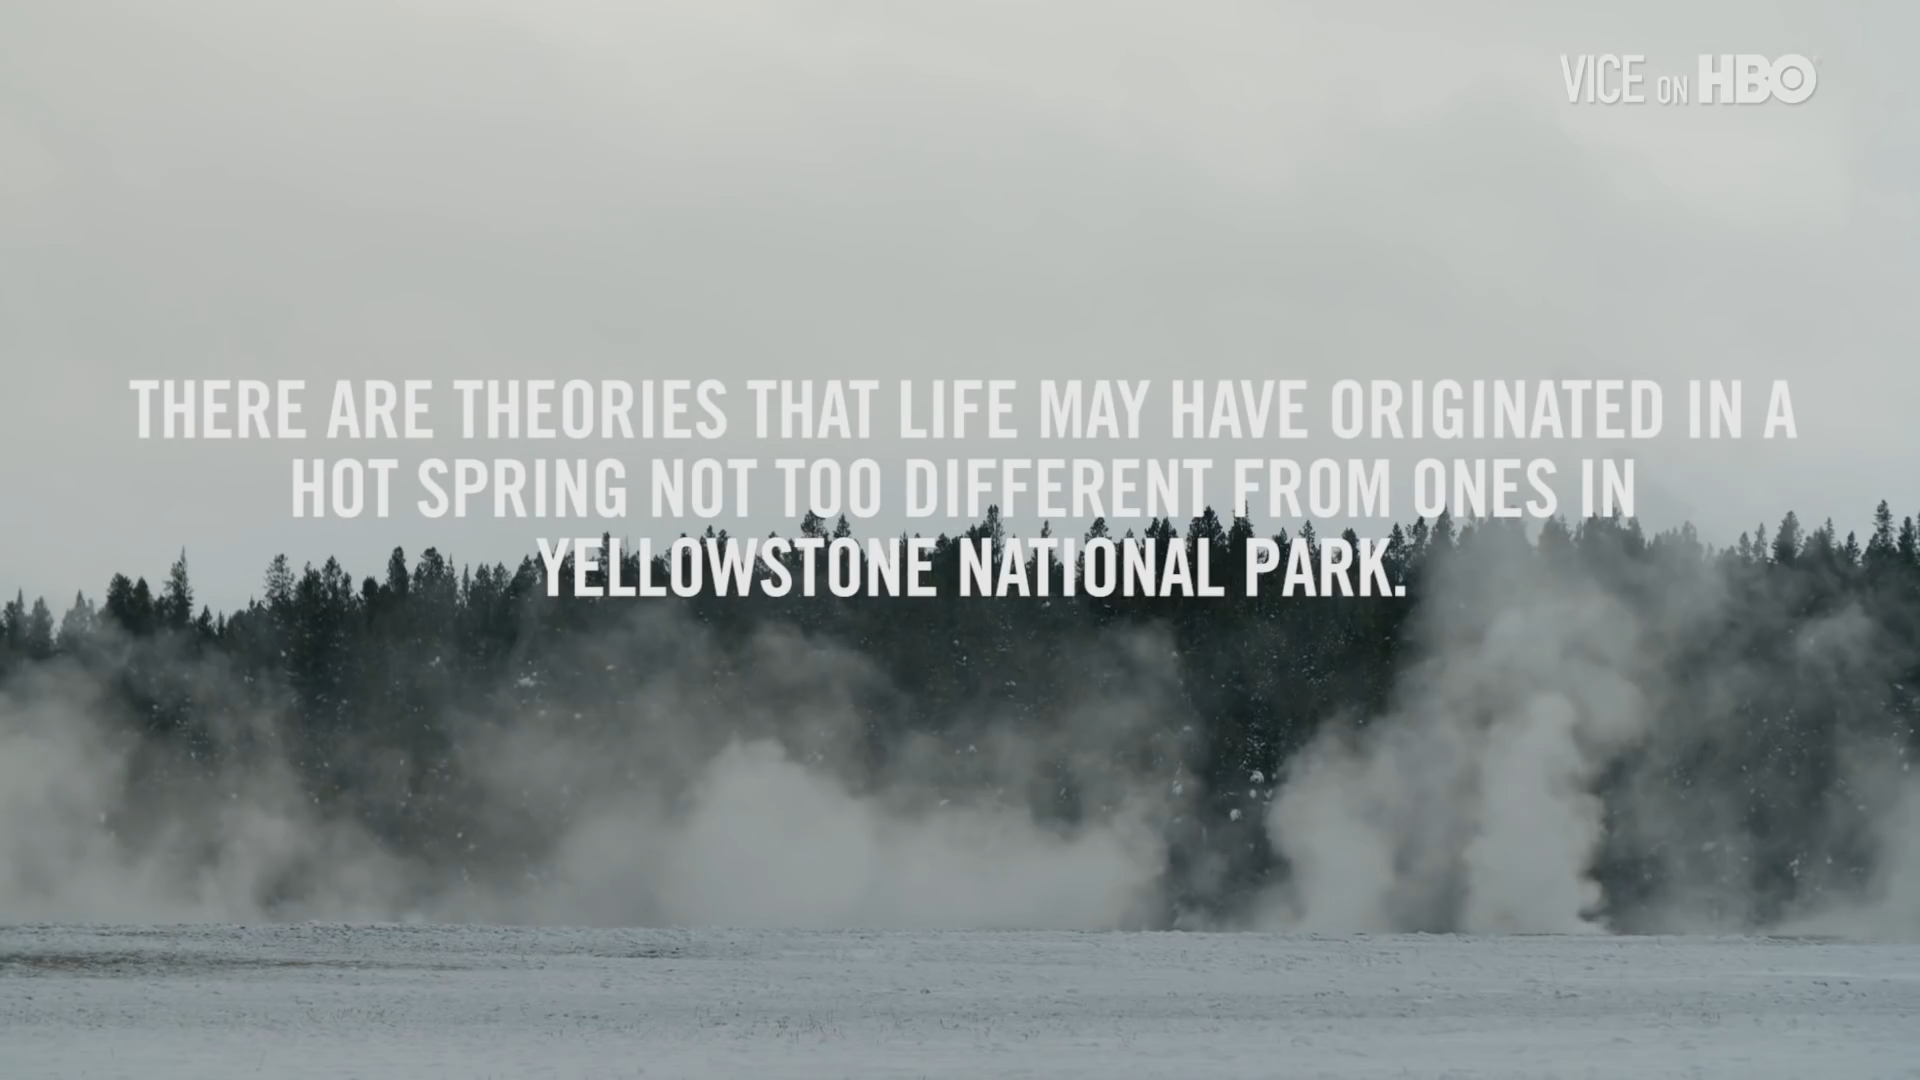 VICE ON HBO
THERE ARE THEORIES THAT LIFE MAY HAVE ORIGINATED IN A
HOT SPRING NOT TOO DIFFERENT FROM ONES IN
YELLOWSTONE NATIONAL PARK.